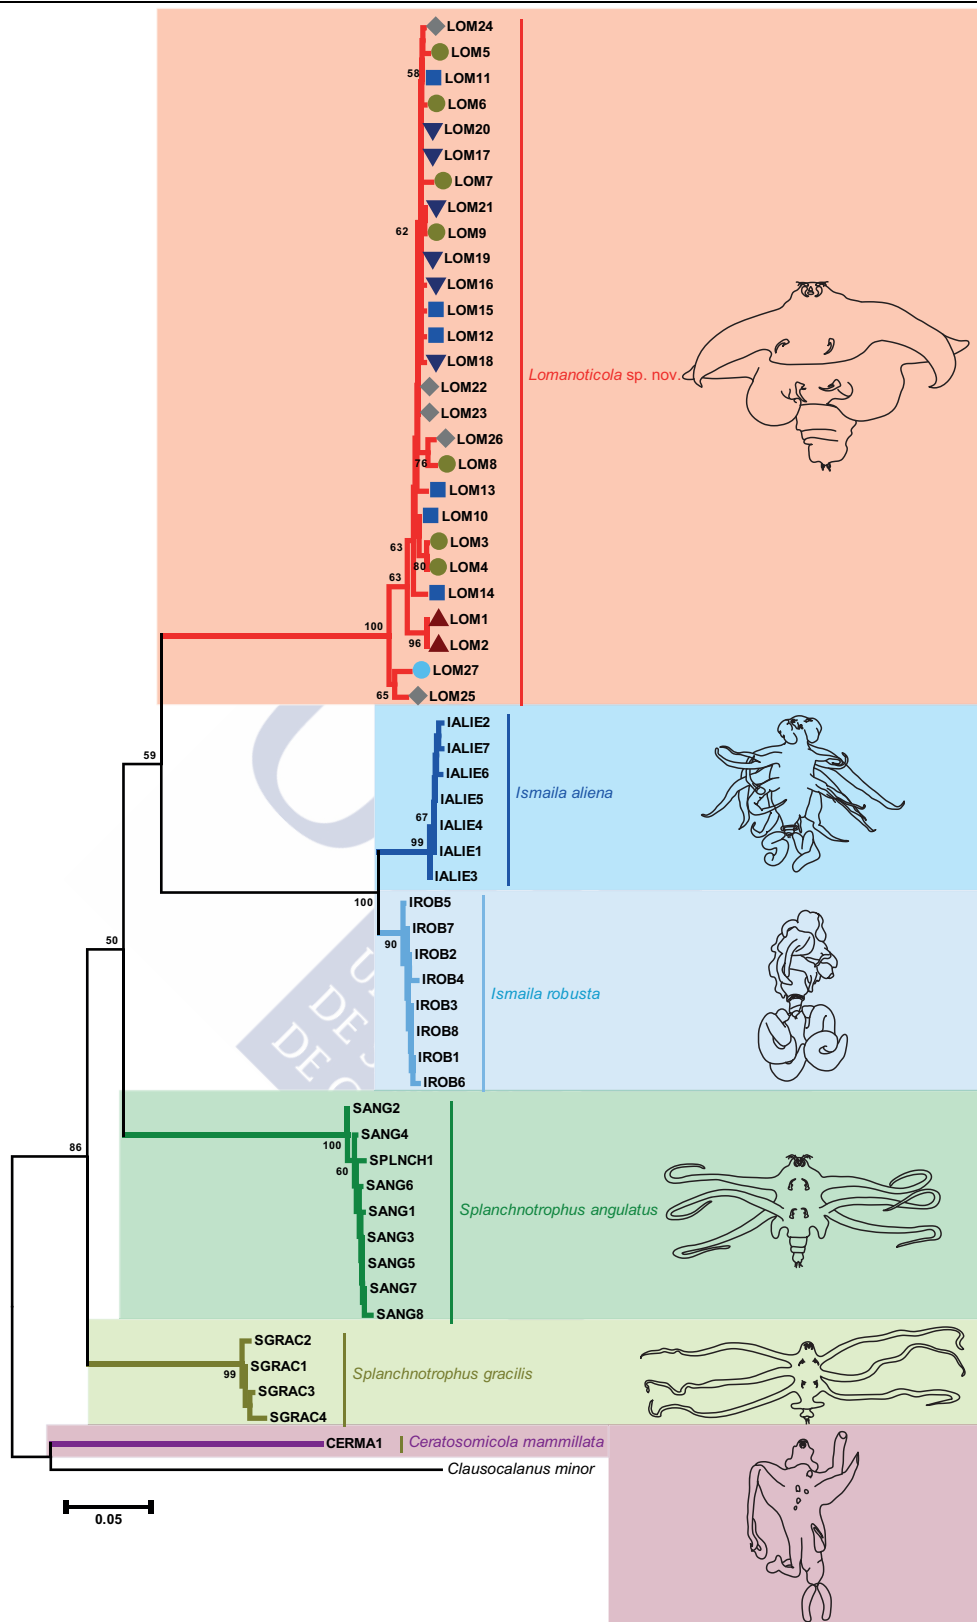 LOM24
LOM5
58
LOM11
LOM6
LOM20
LOM17
LOM7
LOM21
62
LOM9
LOM19
LOM16
LOM15
LOM12
LOM18
Lomanoticola sp. nov.
LOM22
LOM23
LOM26
76
LOM8
LOM13
LOM10
63
LOM3
80
LOM4
63
LOM14
LOM1
100
96
LOM2
LOM27
65
LOM25
IALIE2
59
IALIE7
IALIE6
Ismaila aliena
IALIE5
67
IALIE4
99
IALIE1
IALIE3
100
IROB5
IROB7
50
90
IROB2
IROB4
Ismaila robusta
IROB3
IROB8
IROB1
IROB6
U
DE S
DE C
SANG2
SANG4
86
100
SPLNCH1
60
SANG6
SANG1
Splanchnotrophus angulatus
SANG3
SANG5
SANG7
SANG8
SGRAC2
SGRAC1
99
Splanchnotrophus gracilis
SGRAC3
SGRAC4
CERMA1
Ceratosomicola mammillata
Clausocalanus minor
0.05